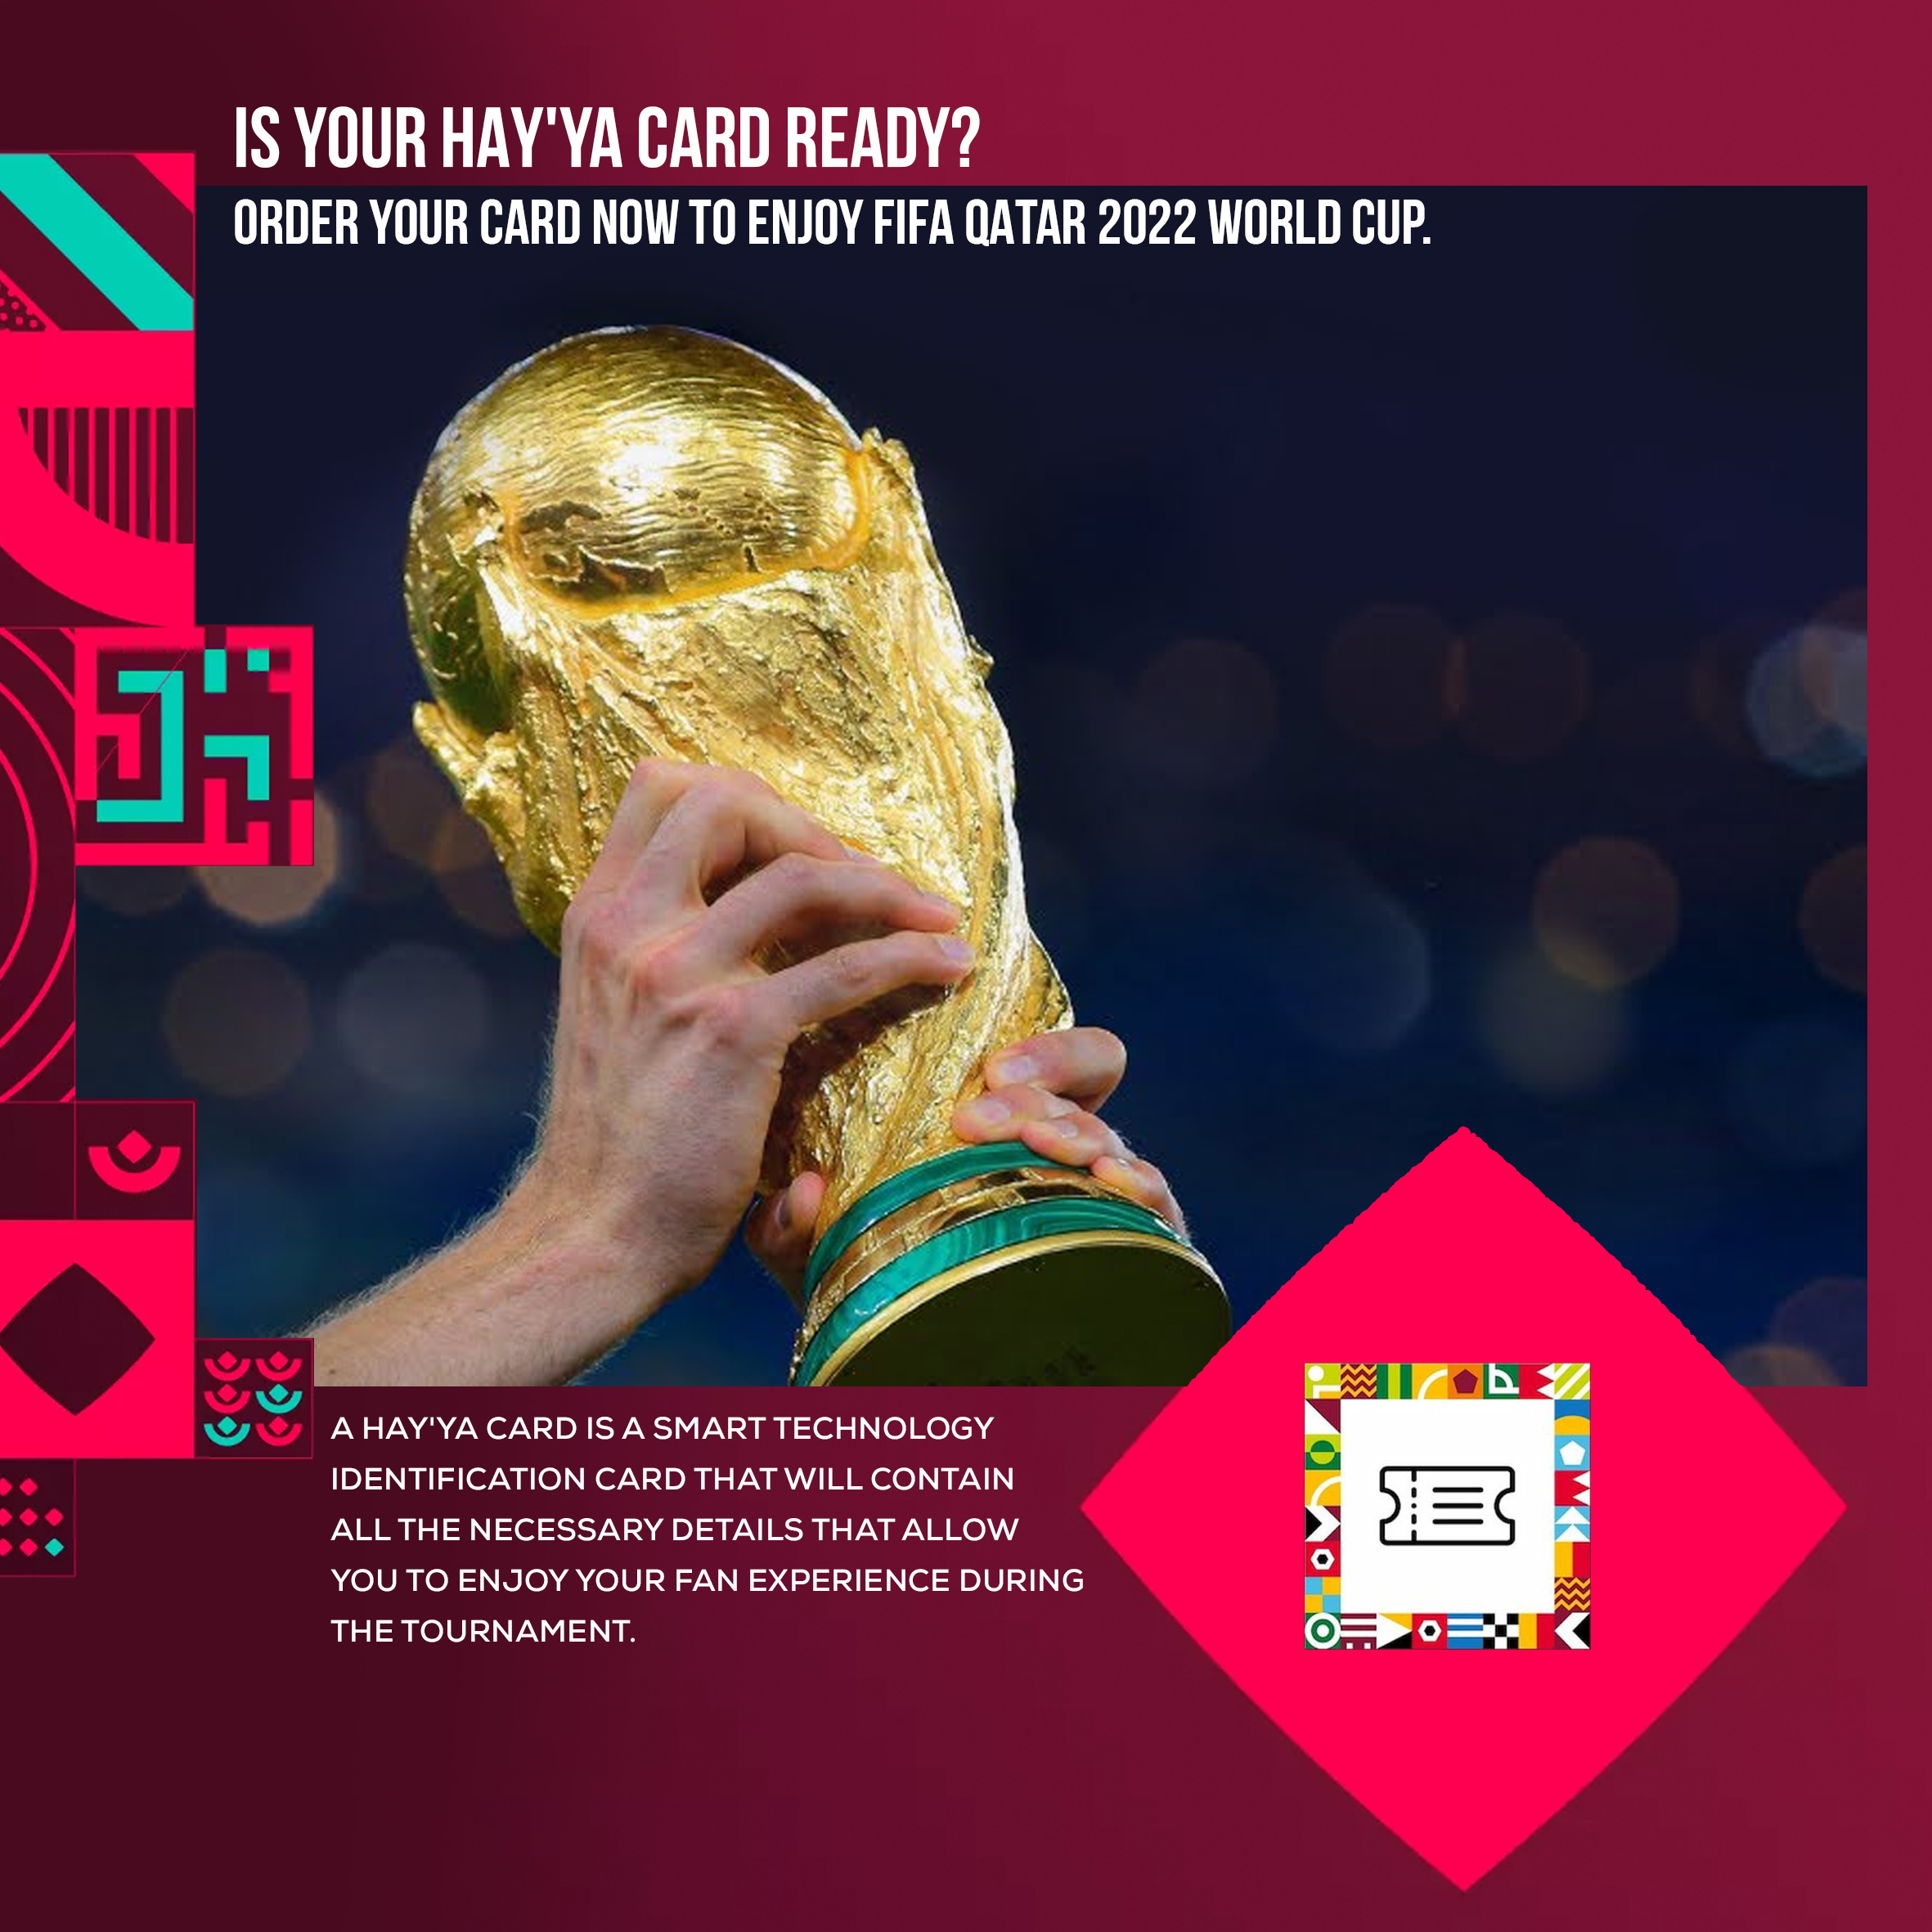 IS YOUR HAY'YA CARD READY?
ORDER YOUR CARD NOW TO ENJOY FIFA QATAR 2022 WORLD CUP.
A HAY'YA CARD IS A SMART TECHNOLOGY
IDENTIFICATION CARD THAT WILL CONTAIN
ALL THE NECESSARY DETAILS THAT ALLOW
YOU TO ENJOY YOUR FAN EXPERIENCE DURING
THE TOURNAMENT.